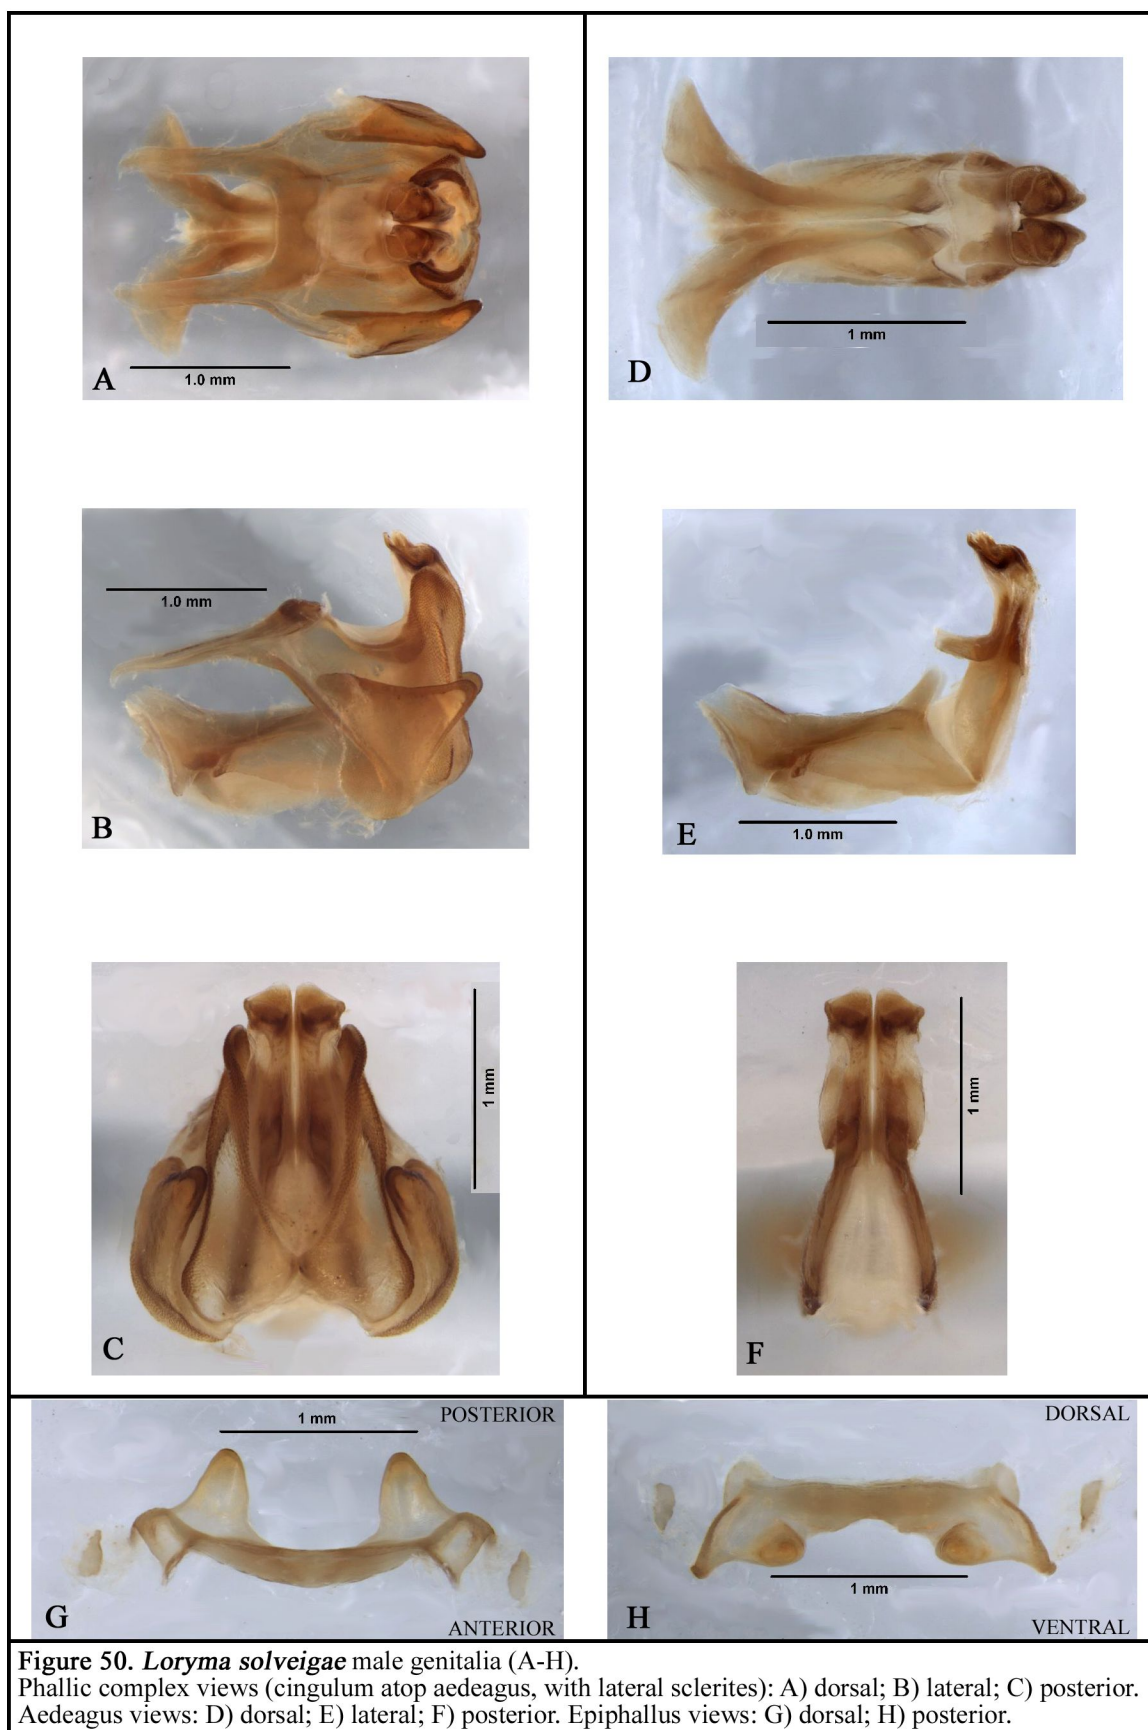 1.0 mm
A
1 mm
D
1.0 mm
B
1.0 mm
E
1 mm
C
1 mm
F
1 mm
POSTERIOR
G
ANTERIOR
DORSAL
1 mm
H
VENTRAL
Figure 50. Loryma solveigae male genitalia (A-H).
Phallic complex views (cingulum atop aedeagus, with lateral sclerites): A) dorsal; B) lateral; C) posterior.
Aedeagus views: D) dorsal; E) lateral; F) posterior. Epiphallus views: G) dorsal; H) posterior.